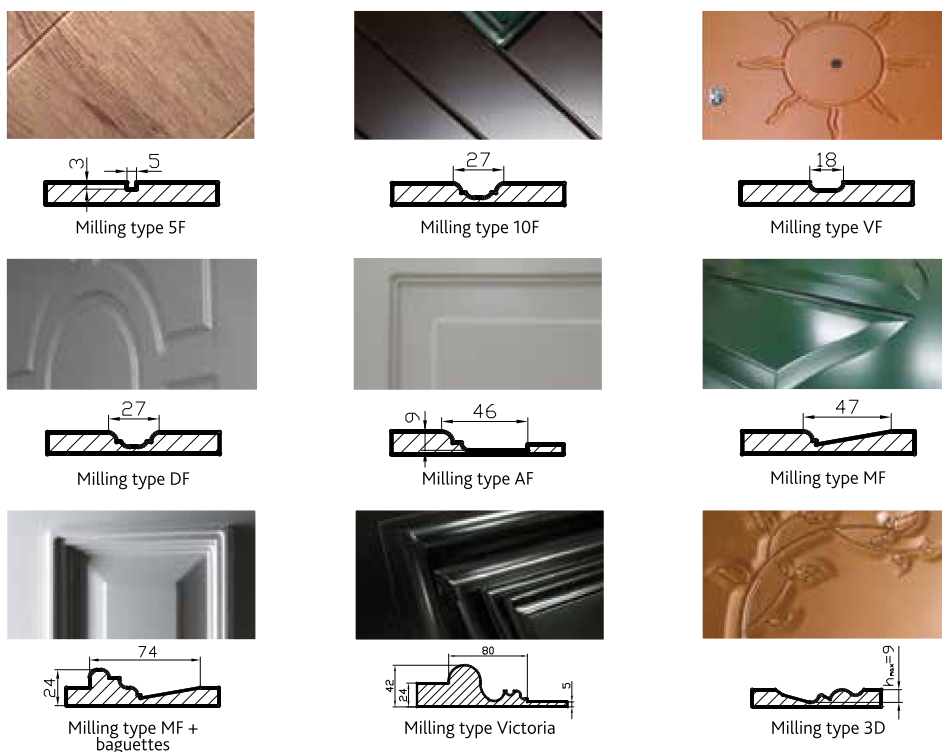 3
5
Milling type 5F
27
Milling type 10F
18
Milling type VF
27
Milling type DF
9
46
Milling type AF
47
Milling type MF
24
74
Milling type MF +
baguettes
42
24
80
5
Milling type Victoria
hmax=9
Milling type 3D